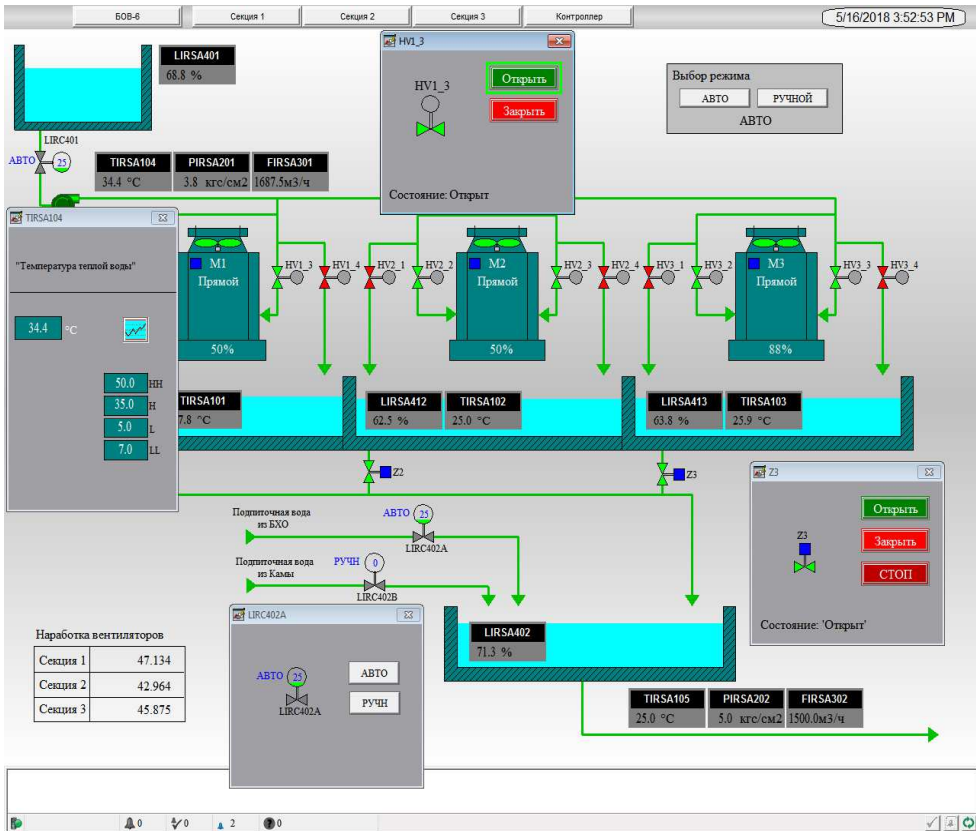 БОВ-6 Секция 1 Секция 2 Секция 3 Контроллер 5/16/2018 3:52:53 PM
HV1_3
Открыть
HV1_3
Закрыть
Состояние: Открыт
Выбор режима
АВТО РУЧНОЙ
АВТО
LIRSA401
68.8 %
LIRC401
АВТО 25
TIRSA104 PIRSA201 FIRSA301
34.4 °C 3.8 кгс/см2 1687.5м3/ч
TIRSA104
"Температура теплой воды"
34.4 °C
50.0 HH
35.0 H
5.0 L
7.0 LL
M1 HV1_3 HV1_4 HV2_1 HV2_2 M2 HV2_3 HV2_4 HV3_1 HV3_2 M3 HV3_3 HV3_4
Прямой Прямой Прямой
50% 50% 88%
TIRSA101 LIRSA412 TIRSA102 LIRSA413 TIRSA103
7.8 °C 62.5 % 25.0 °C 63.8 % 25.9 °C
Z2 Z3
Подпиточная вода
из БХО
АВТО 25
LIRC402A
Подпиточная вода
из Камы
РУЧН 0
LIRC402B
Z3
Открыть
Z3
Закрыть
СТОП
Состояние: 'Открыт'
LIRC402A
АВТО 25 АВТО
LIRC402A РУЧН
LIRSA402
71.3 %
Наработка вентиляторов
Секция 1 47.134
Секция 2 42.964
Секция 3 45.875
TIRSA105 PIRSA202 FIRSA302
25.0 °C 5.0 кгс/см2 1500.0м3/ч
0 0 2 0